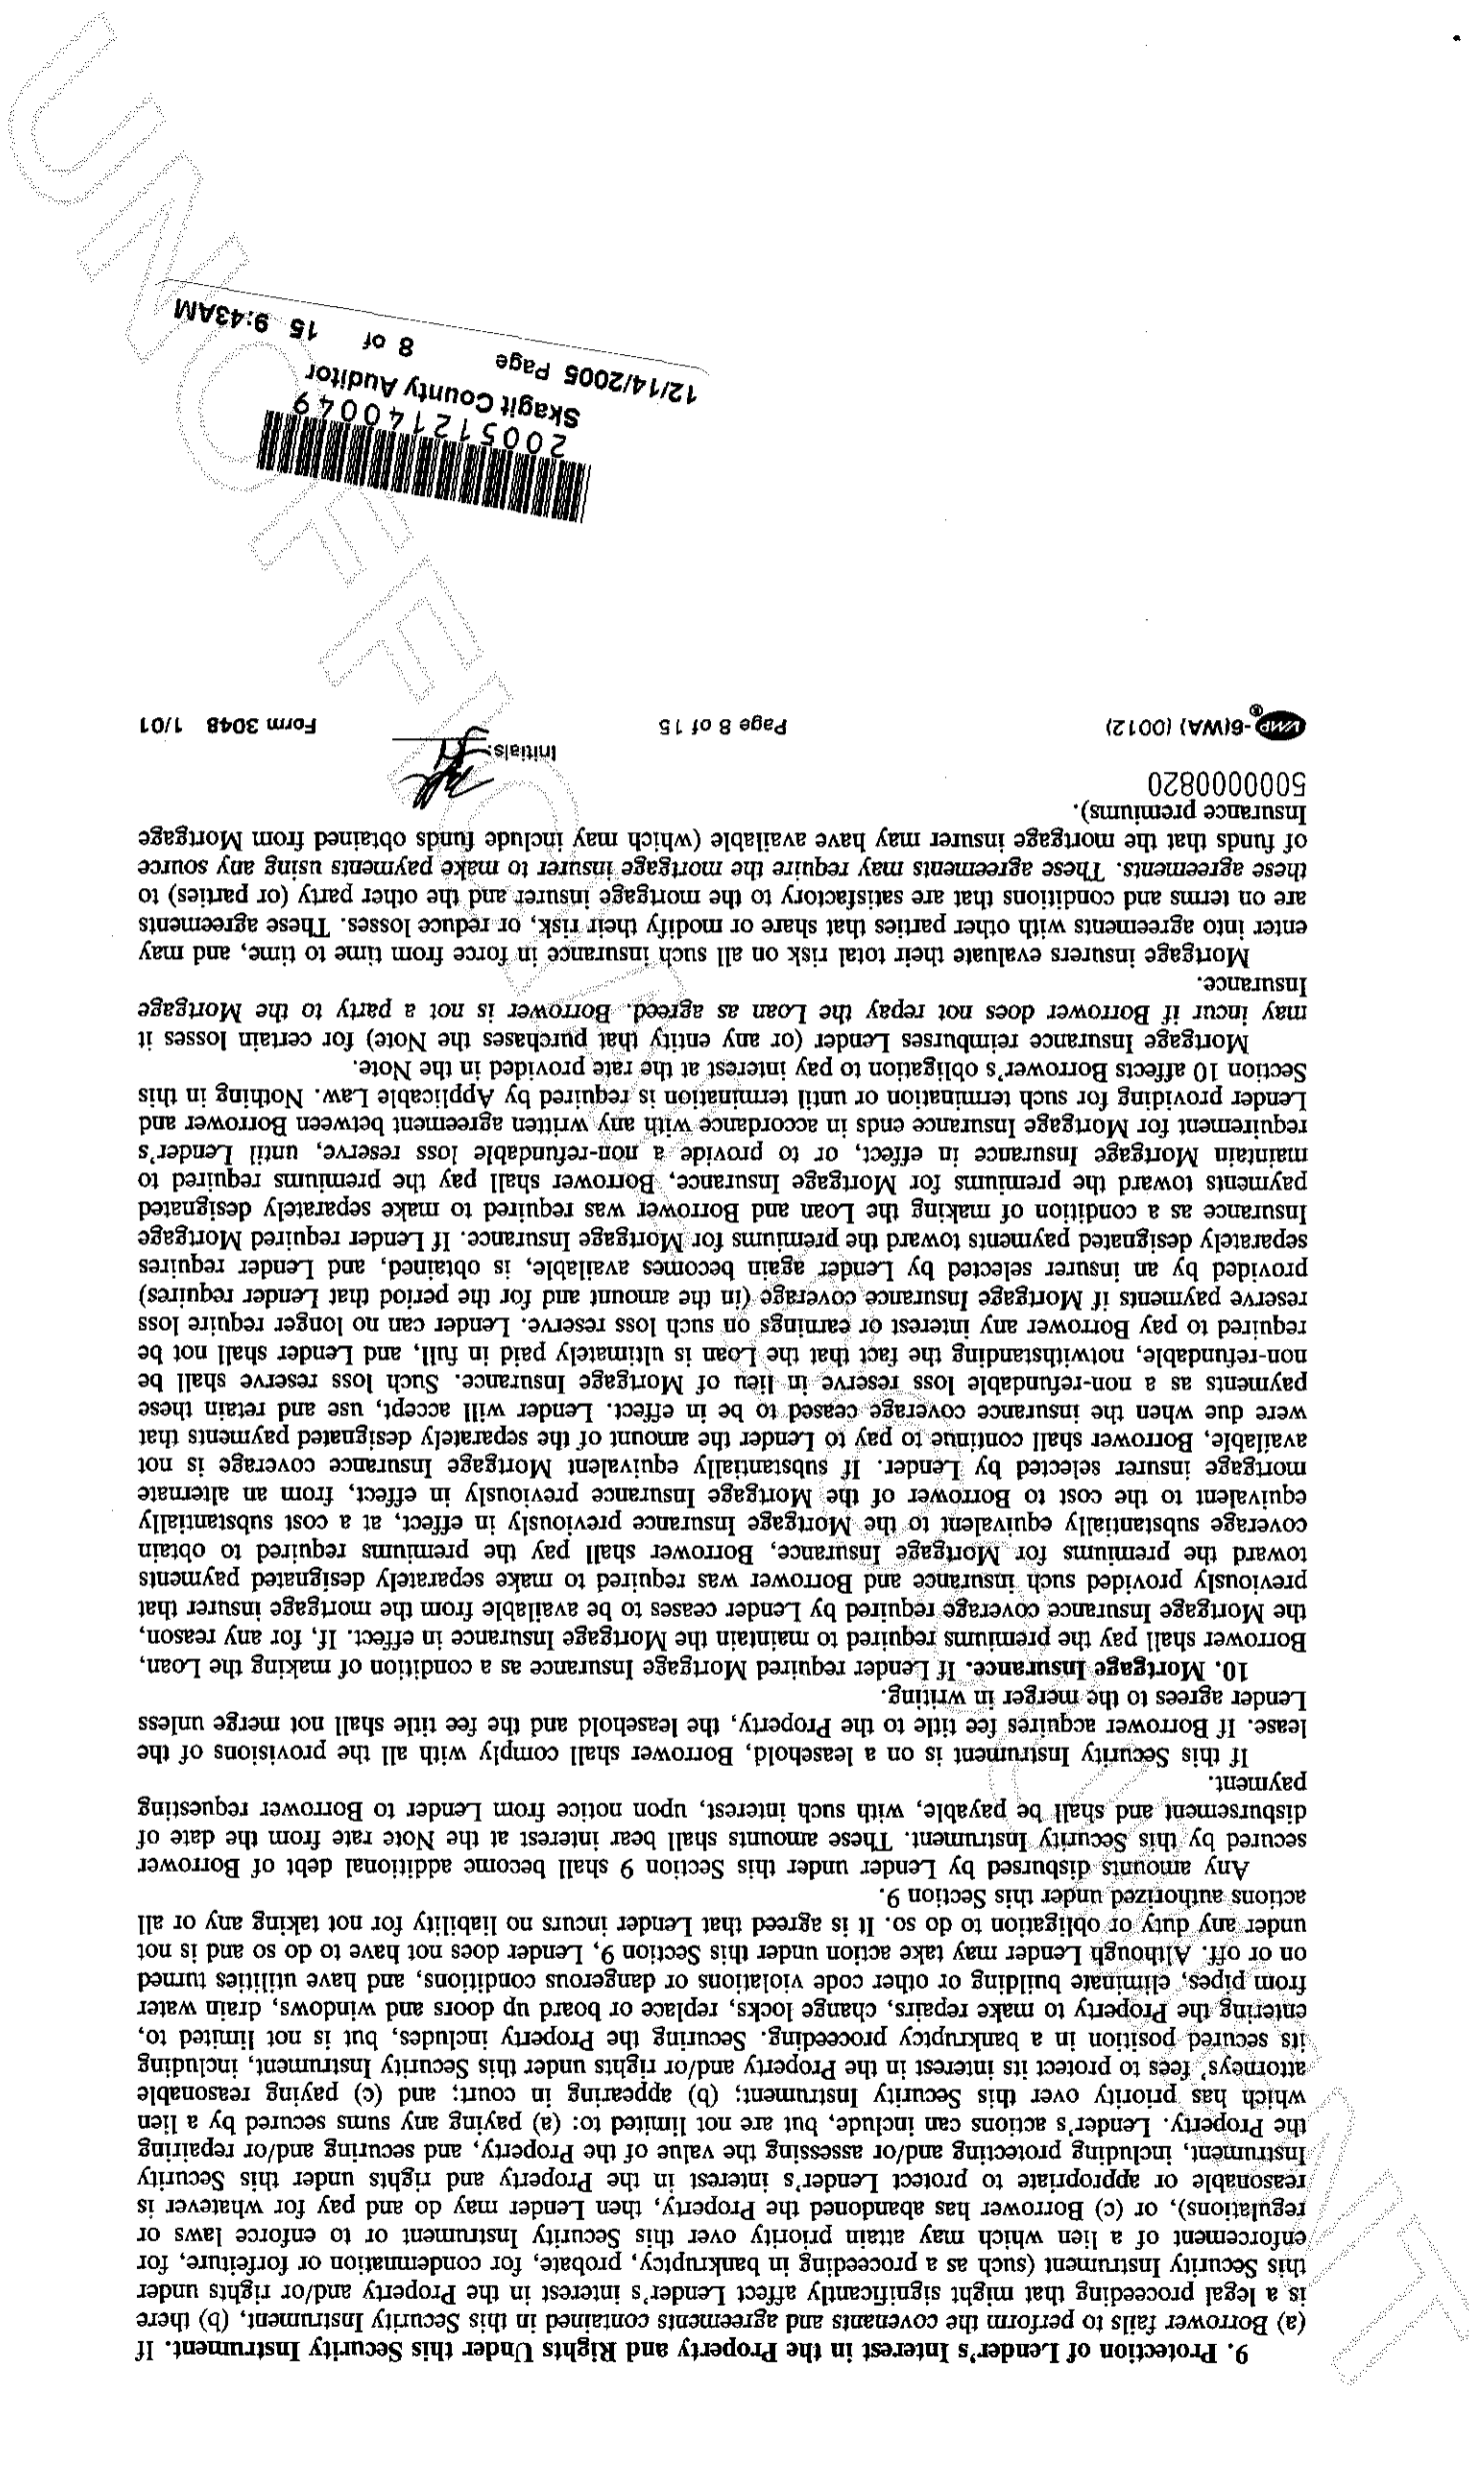 9. Protection of Lender's Interest in the Property and Rights Under this Security Instrument. If
(a) Borrower fails to perform the covenants and agreements contained in this Security Instrument, (b) there
is a legal proceeding that might significantly affect Lender's interest in the Property and/or rights under
this Security Instrument (such as a proceeding in bankruptcy, probate, for condemnation or forfeiture, for
enforcement of a lien which may attain priority over this Security Instrument or to enforce laws or
regulations), or (c) Borrower has abandoned the Property, then Lender may do and pay for whatever is
reasonable or appropriate to protect Lender's interest in the Property and rights under this Security
Instrument, including protecting and/or assessing the value of the Property, and securing and/or repairing
the Property. Lender's actions can include, but are not limited to: (a) paying any sums secured by a lien
which has priority over this Security Instrument; (b) appearing in court; and (c) paying reasonable
attorneys' fees to protect its interest in the Property and/or rights under this Security Instrument, including
its secured position in a bankruptcy proceeding. Securing the Property includes, but is not limited to,
entering the Property to make repairs, change locks, replace or board up doors and windows, drain water
from pipes, eliminate building or other code violations or dangerous conditions, and have utilities turned
on or off. Although Lender may take action under this Section 9, Lender does not have to do so and is not
under any duty or obligation to do so. It is agreed that Lender incurs no liability for not taking any or all
actions authorized under this Section 9.
Any amounts disbursed by Lender under this Section 9 shall become additional debt of Borrower
secured by this Security Instrument. These amounts shall bear interest at the Note rate from the date of
disbursement and shall be payable, with such interest, upon notice from Lender to Borrower requesting
payment.
If this Security Instrument is on a leasehold, Borrower shall comply with all the provisions of the
lease. If Borrower acquires fee title to the Property, the leasehold and the fee title shall not merge unless
Lender agrees to the merger in writing.
10. Mortgage Insurance. If Lender required Mortgage Insurance as a condition of making the Loan,
Borrower shall pay the premiums required to maintain the Mortgage Insurance in effect. If, for any reason,
the Mortgage Insurance coverage required by Lender ceases to be available from the mortgage insurer that
previously provided such insurance and Borrower was required to make separately designated payments
toward the premiums for Mortgage Insurance, Borrower shall pay the premiums required to obtain
coverage substantially equivalent to the Mortgage Insurance previously in effect, at a cost substantially
equivalent to the cost to Borrower of the Mortgage Insurance previously in effect, from an alternate
mortgage insurer selected by Lender. If substantially equivalent Mortgage Insurance coverage is not
available, Borrower shall continue to pay to Lender the amount of the separately designated payments that
were due when the insurance coverage ceased to be in effect. Lender will accept, use and retain these
payments as a non-refundable loss reserve in lieu of Mortgage Insurance. Such loss reserve shall be
non-refundable, notwithstanding the fact that the Loan is ultimately paid in full, and Lender shall not be
required to pay Borrower any interest or earnings on such loss reserve. Lender can no longer require loss
reserve payments if Mortgage Insurance coverage (in the amount and for the period that Lender requires)
provided by an insurer selected by Lender again becomes available, is obtained, and Lender requires
separately designated payments toward the premiums for Mortgage Insurance. If Lender required Mortgage
Insurance as a condition of making the Loan and Borrower was required to make separately designated
payments toward the premiums for Mortgage Insurance, Borrower shall pay the premiums required to
maintain Mortgage Insurance in effect, or to provide a non-refundable loss reserve, until Lender's
requirement for Mortgage Insurance ends in accordance with any written agreement between Borrower and
Lender providing for such termination or until termination is required by Applicable Law. Nothing in this
Section 10 affects Borrower's obligation to pay interest at the rate provided in the Note.
Mortgage Insurance reimburses Lender (or any entity that purchases the Note) for certain losses it
may incur if Borrower does not repay the Loan as agreed. Borrower is not a party to the Mortgage
Insurance.
Mortgage insurers evaluate their total risk on all such insurance in force from time to time, and may
enter into agreements with other parties that share or modify their risk, or reduce losses. These agreements
are on terms and conditions that are satisfactory to the mortgage insurer and the other party (or parties) to
these agreements. These agreements may require the mortgage insurer to make payments using any source
of funds that the mortgage insurer may have available (which may include funds obtained from Mortgage
Insurance premiums).
5000000820
Initials:
VMP®-6(WA) (0012) Page 8 of 15 Form 3048 1/01
200512140049
Skagit County Auditor
12/14/2005 Page 8 of 15 9:43AM
UNOFFICIAL DOCUMENT